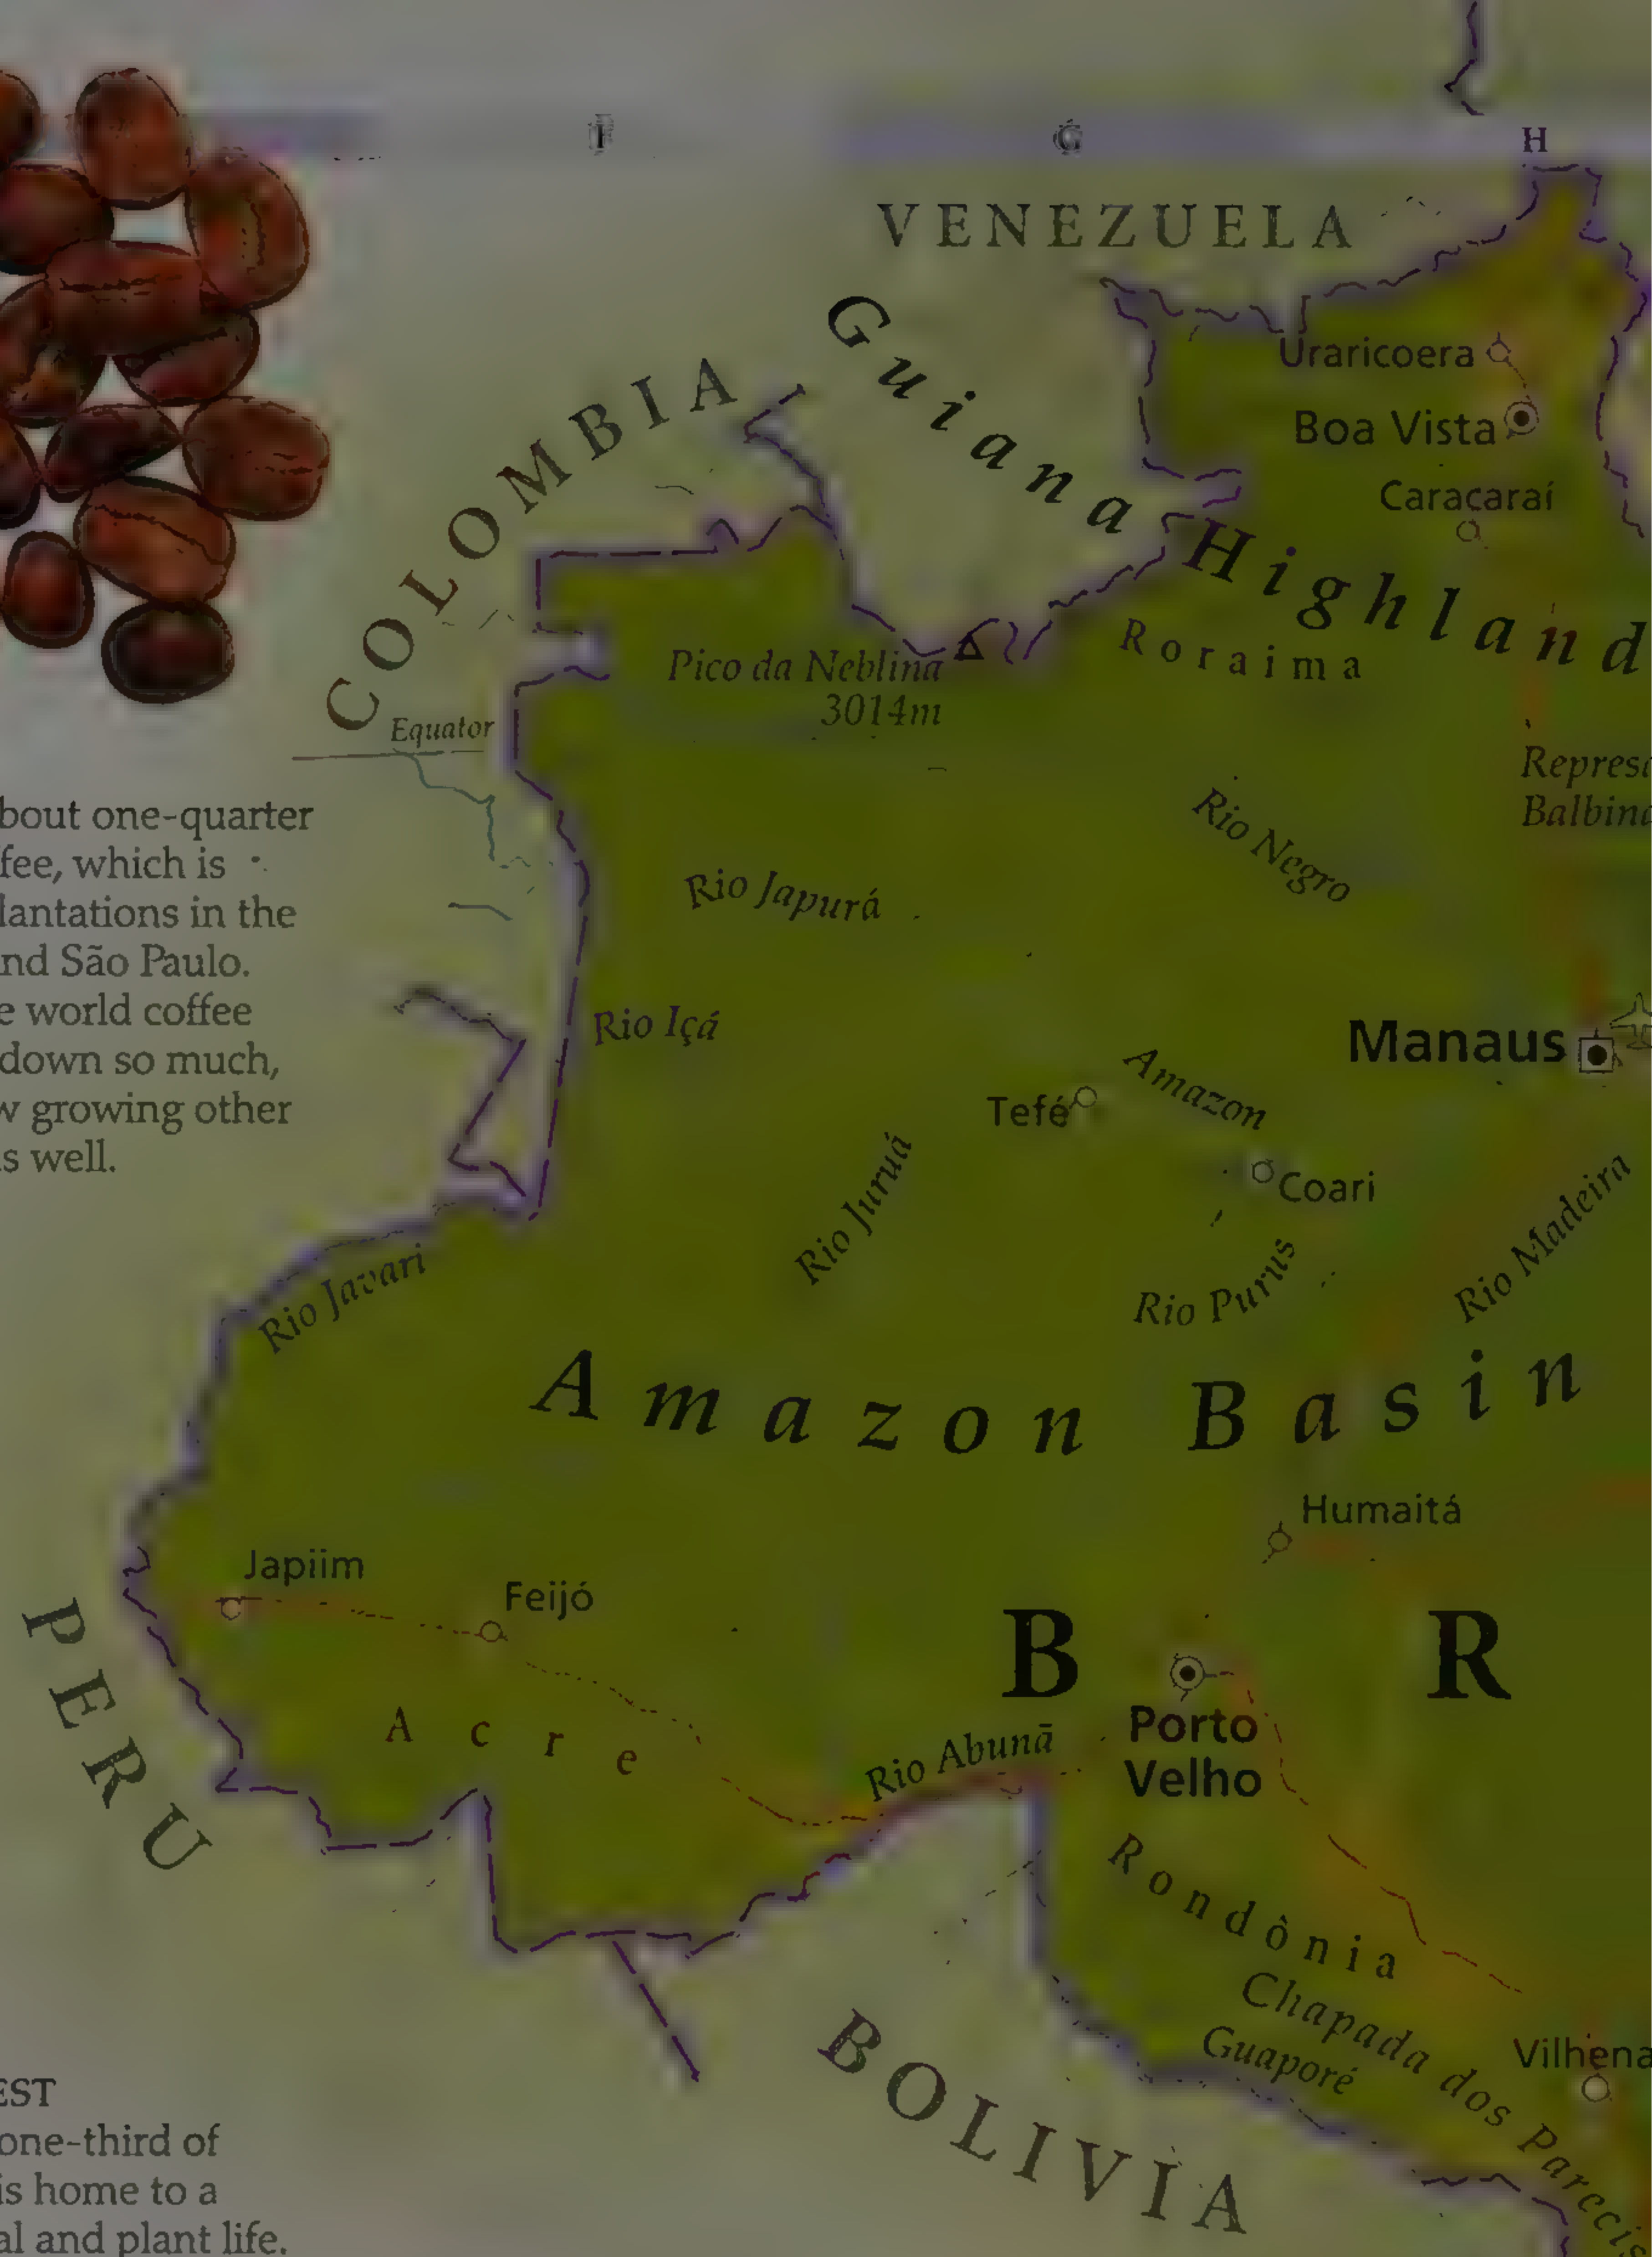 F
G
H
VENEZUELA
Guiana Highland
Uraricoera
Boa Vista
COLOMBIA
Caracaraí
Roraima
Pico da Neblina
3014m
Equator
Balbina
bout one-quarter
fee, which is
lantations in the
nd São Paulo.
e world coffee
down so much,
w growing other
s well.
Rio Negro
Rio Japurá
Rio Içá
Manaus
Amazon
Tefé
Coari
Rio Juruá
Rio Madeira
Rio Purus
Rio Javari
Amazon Basin
Humaitá
Japiim
Feijó
PERU
B R
Acre
Rio Abunã
Porto
Velho
Rondônia
Chapada dos Parecis
Guaporé
Vilhena
BOLIVIA
EST
one-third of
is home to a
al and plant life.